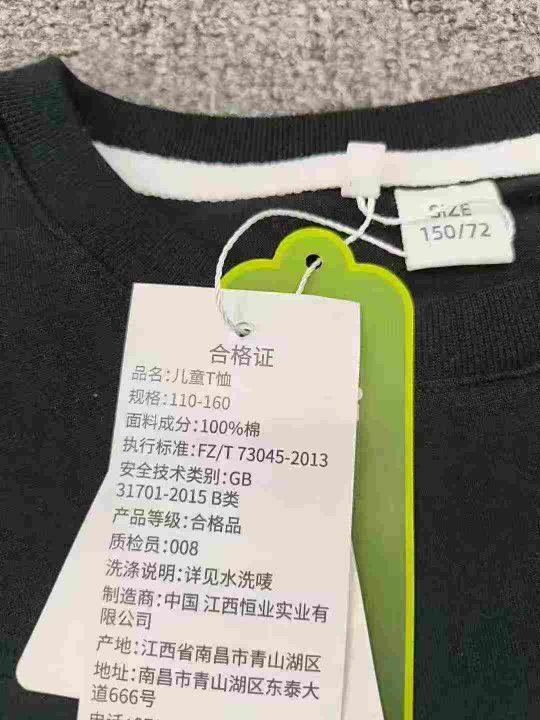 SIZE
150/72
合格证
品名:儿童T恤
规格:110-160
面料成分:100%棉
执行标准:FZ/T 73045-2013
安全技术类别:GB
31701-2015 B类
产品等级:合格品
质检员:008
洗涤说明:详见水洗唛
制造商:中国 江西恒业实业有
限公司
产地:江西省南昌市青山湖区
地址:南昌市青山湖区东泰大
道666号